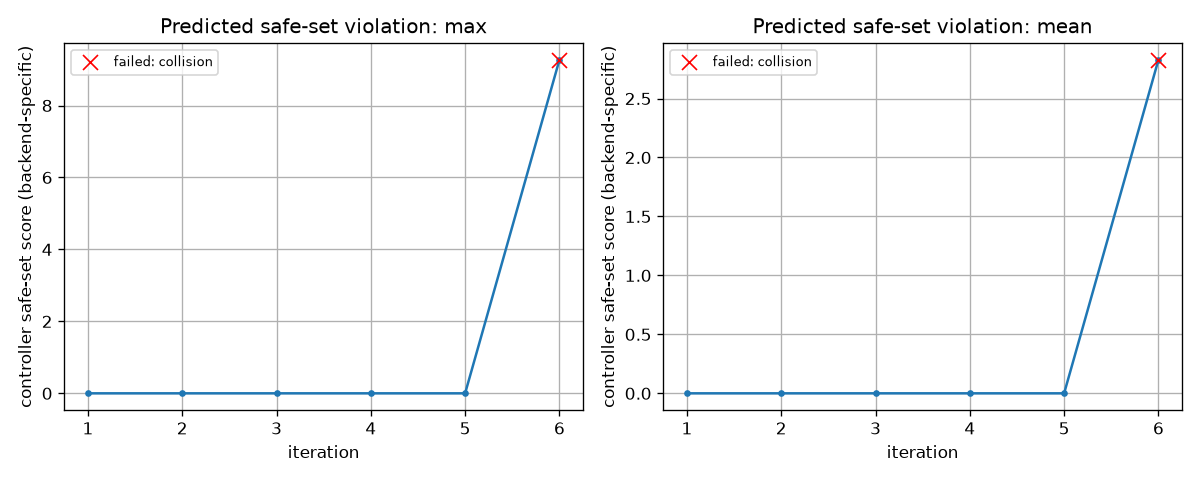 Predicted safe-set violation: max
controller safe-set score (backend-specific)
failed: collision
8
6
4
2
0
1 2 3 4 5 6
iteration
Predicted safe-set violation: mean
controller safe-set score (backend-specific)
failed: collision
2.5
2.0
1.5
1.0
0.5
0.0
1 2 3 4 5 6
iteration